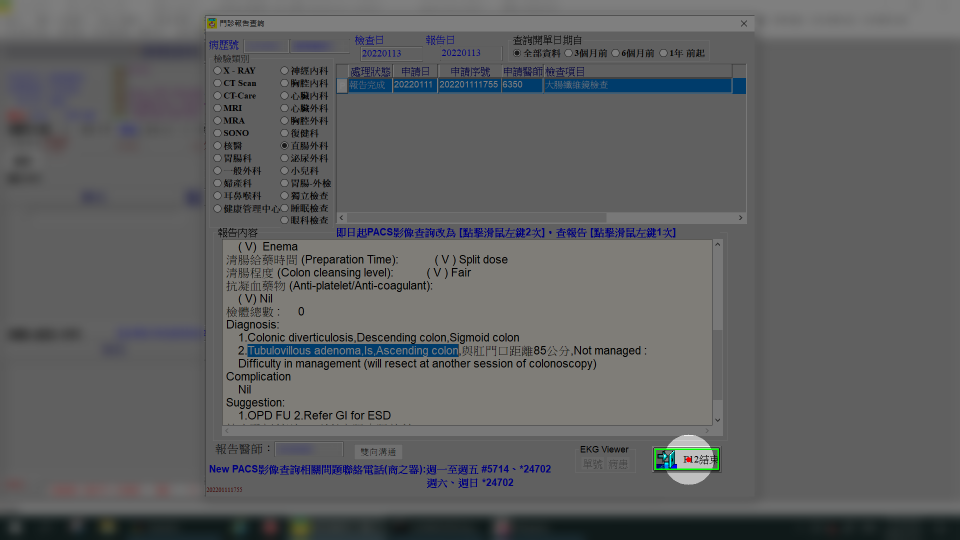 門診報告查詢
病歷號
檢查日 報告日
20220113 20220113
查詢開單日期自
全部資料 3個月前 6個月前 1年 前起
檢驗類別
X - RAY 神經內科
CT Scan 胸腔內科
CT-Care 心臟內科
MRI 心臟外科
MRA 胸腔外科
SONO 復健科
核醫 直腸外科
胃腸科 泌尿外科
一般外科 小兒科
婦產科 胃腸-外檢
耳鼻喉科 獨立檢查
健康管理中心 睡眠檢查
眼科檢查
處理狀態 申請日 申請序號 申請醫師 檢查項目
報告完成 20220111 202201111755 6350 大腸纖維鏡檢查
報告內容
即日起PACS影像查詢改為 [點擊滑鼠左鍵2次]，查報告 [點擊滑鼠左鍵1次]
( V) Enema
清腸給藥時間 (Preparation Time): ( V ) Split dose
清腸程度 (Colon cleansing level): ( V ) Fair
抗凝血藥物 (Anti-platelet/Anti-coagulant):
( V) Nil
檢體總數： 0
Diagnosis:
1.Colonic diverticulosis,Descending colon,Sigmoid colon
2.Tubulovillous adenoma,Is,Ascending colon,與肛門口距離85公分,Not managed :
Difficulty in management (will resect at another session of colonoscopy)
Complication
Nil
Suggestion:
1.OPD FU 2.Refer GI for ESD
報告醫師：
雙向溝通
EKG Viewer
單號 病患
F12結束
New PACS影像查詢相關問題聯絡電話(商之器):週一至週五 #5714、*24702
週六、週日 *24702
202201111755